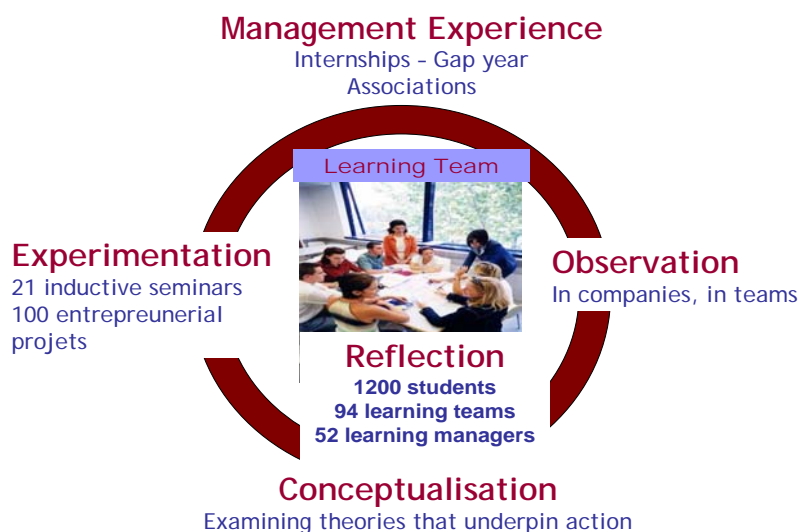 Management Experience
Internships – Gap year
Associations
Learning Team
Experimentation
21 inductive seminars
100 entrepreunerial
projets
Observation
In companies, in teams
Reflection
1200 students
94 learning teams
52 learning managers
Conceptualisation
Examining theories that underpin action